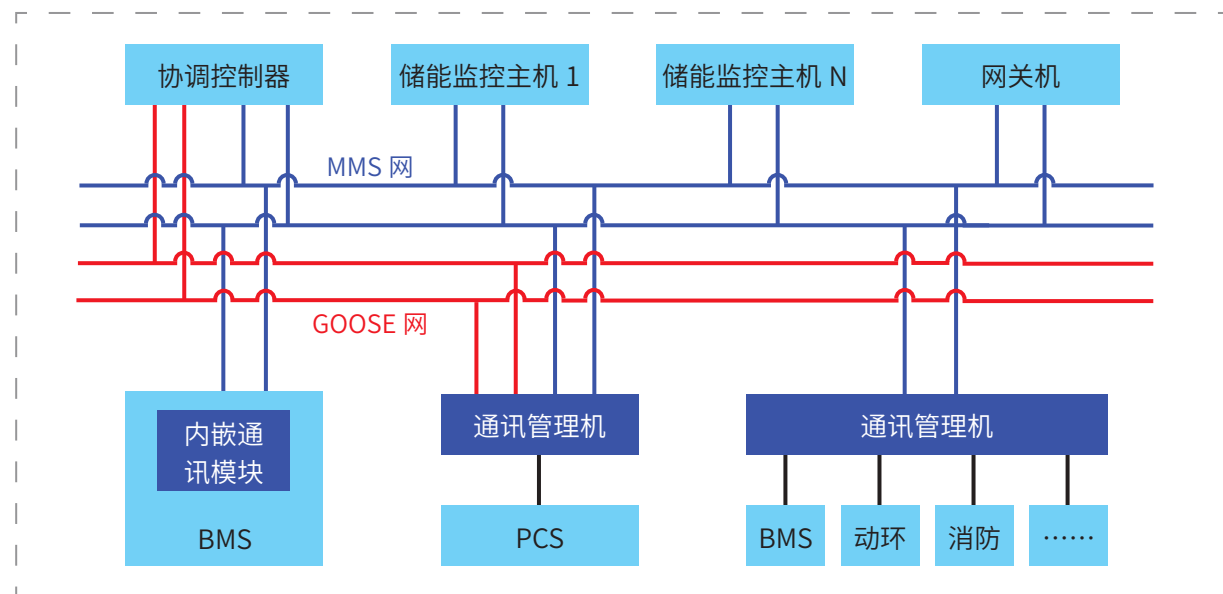 协调控制器
储能监控主机 1
储能监控主机 N
网关机
MMS 网
GOOSE 网
内嵌通
讯模块
BMS
通讯管理机
PCS
通讯管理机
BMS
动环
消防
……